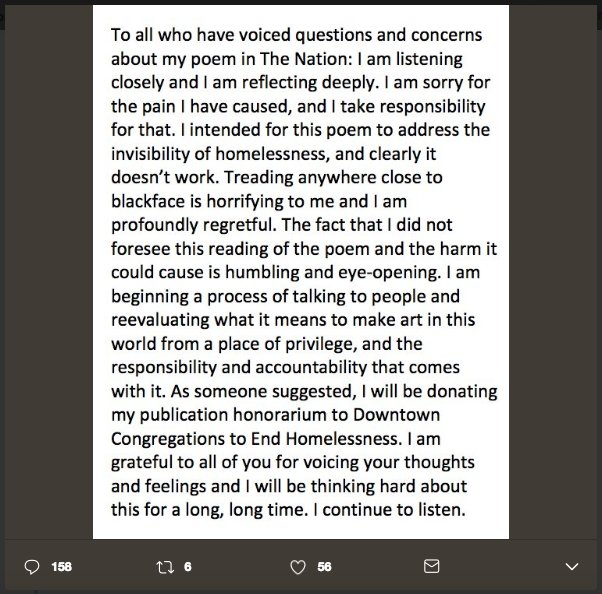 To all who have voiced questions and concerns
about my poem in The Nation: I am listening
closely and I am reflecting deeply. I am sorry for
the pain I have caused, and I take responsibility
for that. I intended for this poem to address the
invisibility of homelessness, and clearly it
doesn’t work. Treading anywhere close to
blackface is horrifying to me and I am
profoundly regretful. The fact that I did not
foresee this reading of the poem and the harm it
could cause is humbling and eye-opening. I am
beginning a process of talking to people and
reevaluating what it means to make art in this
world from a place of privilege, and the
responsibility and accountability that comes
with it. As someone suggested, I will be donating
my publication honorarium to Downtown
Congregations to End Homelessness. I am
grateful to all of you for voicing your thoughts
and feelings and I will be thinking hard about
this for a long, long time. I continue to listen.
158 6 56